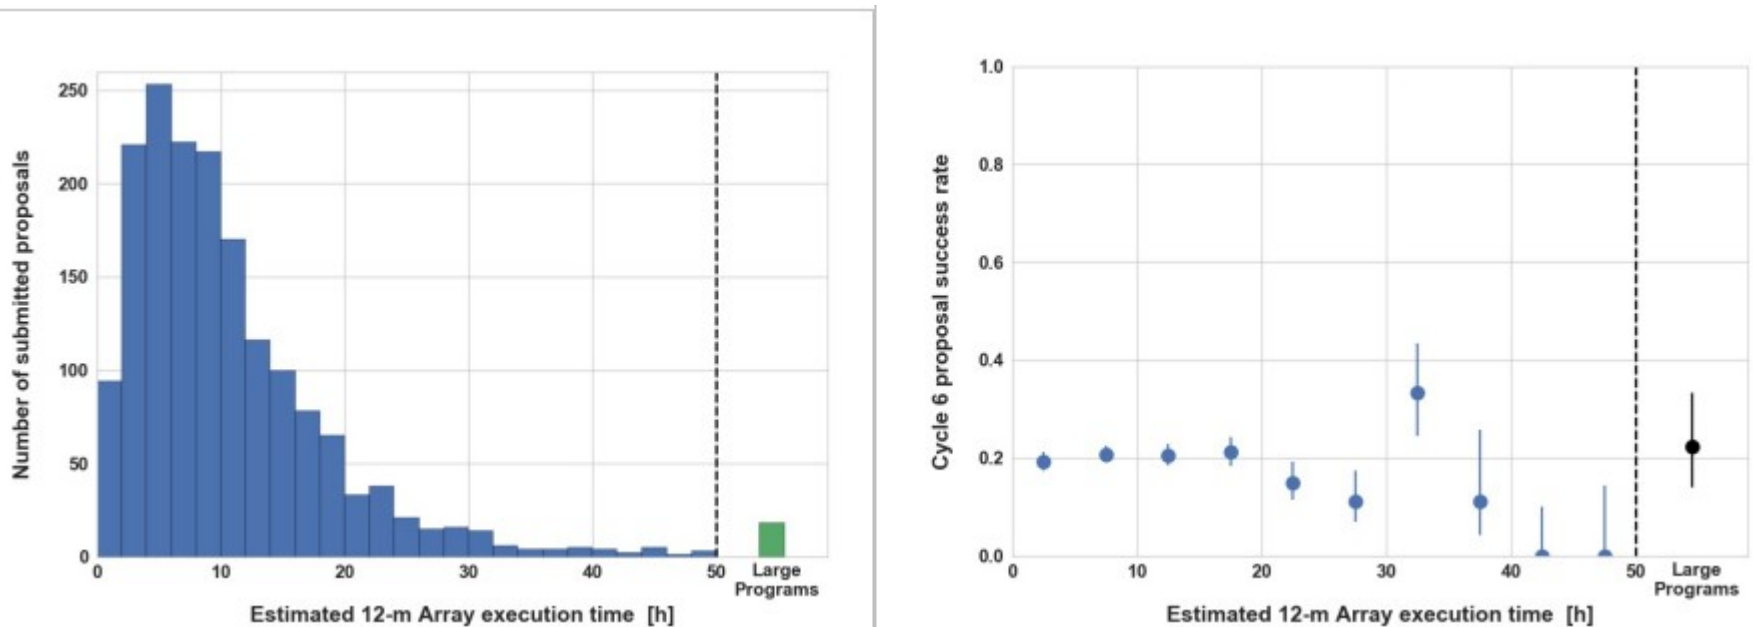 Number of submitted proposals
250
200
150
100
50
0
0 10 20 30 40 50 Large
Programs
Estimated 12-m Array execution time [h]
Cycle 6 proposal success rate
1.0
0.8
0.6
0.4
0.2
0.0
0 10 20 30 40 50 Large
Programs
Estimated 12-m Array execution time [h]